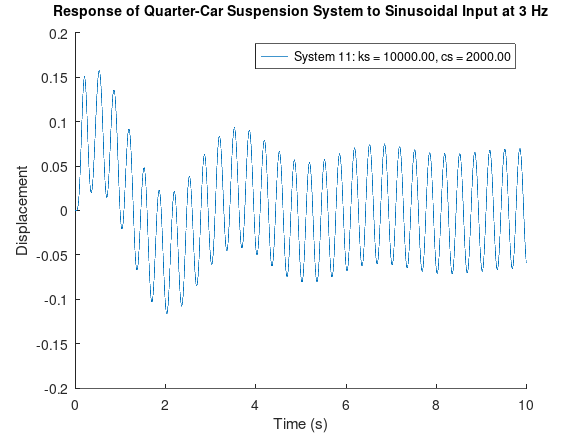 Response of Quarter-Car Suspension System to Sinusoidal Input at 3 Hz
System 11: ks = 10000.00, cs = 2000.00
Displacement
0.2
0.15
0.1
0.05
0
-0.05
-0.1
-0.15
-0.2
0 2 4 6 8 10
Time (s)